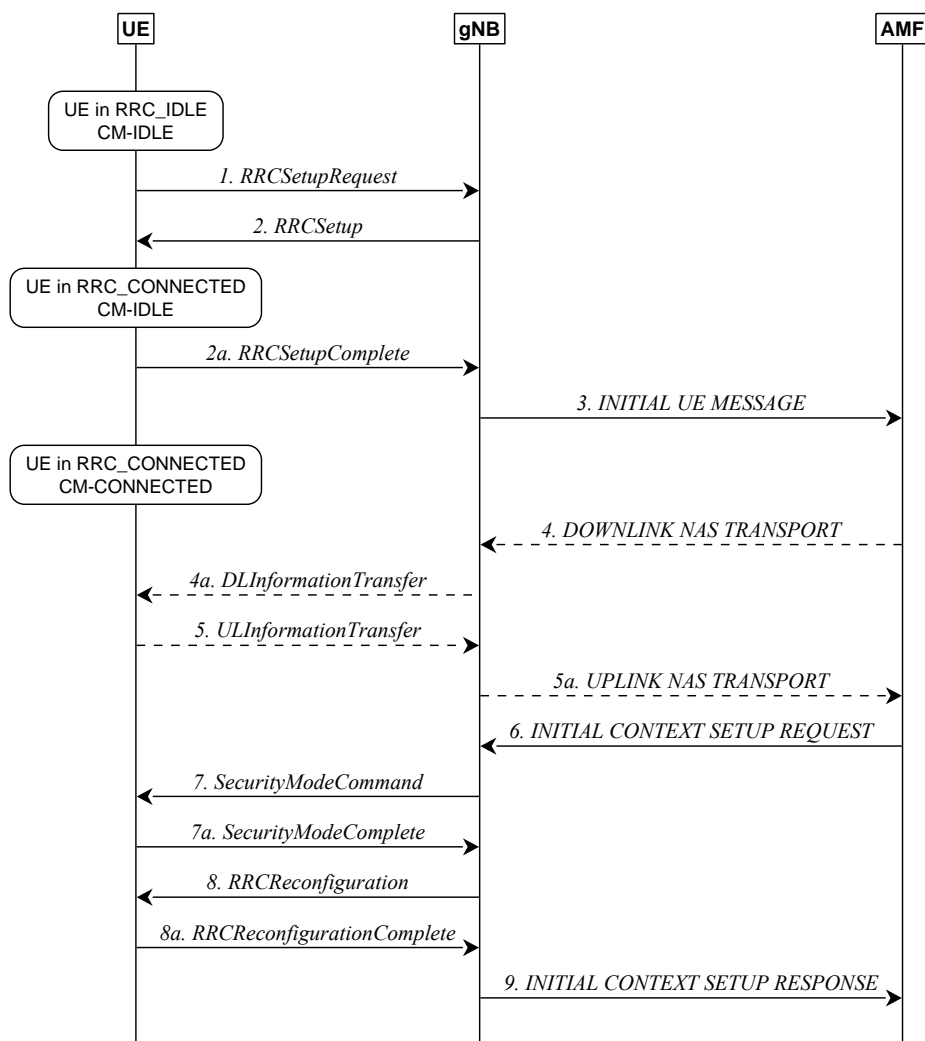 UE
gNB
AMF
UE in RRC_IDLE
CM-IDLE
1. RRCSetupRequest
2. RRCSetup
UE in RRC_CONNECTED
CM-IDLE
2a. RRCSetupComplete
3. INITIAL UE MESSAGE
UE in RRC_CONNECTED
CM-CONNECTED
4. DOWNLINK NAS TRANSPORT
4a. DLInformationTransfer
5. ULInformationTransfer
5a. UPLINK NAS TRANSPORT
6. INITIAL CONTEXT SETUP REQUEST
7. SecurityModeCommand
7a. SecurityModeComplete
8. RRCReconfiguration
8a. RRCReconfigurationComplete
9. INITIAL CONTEXT SETUP RESPONSE